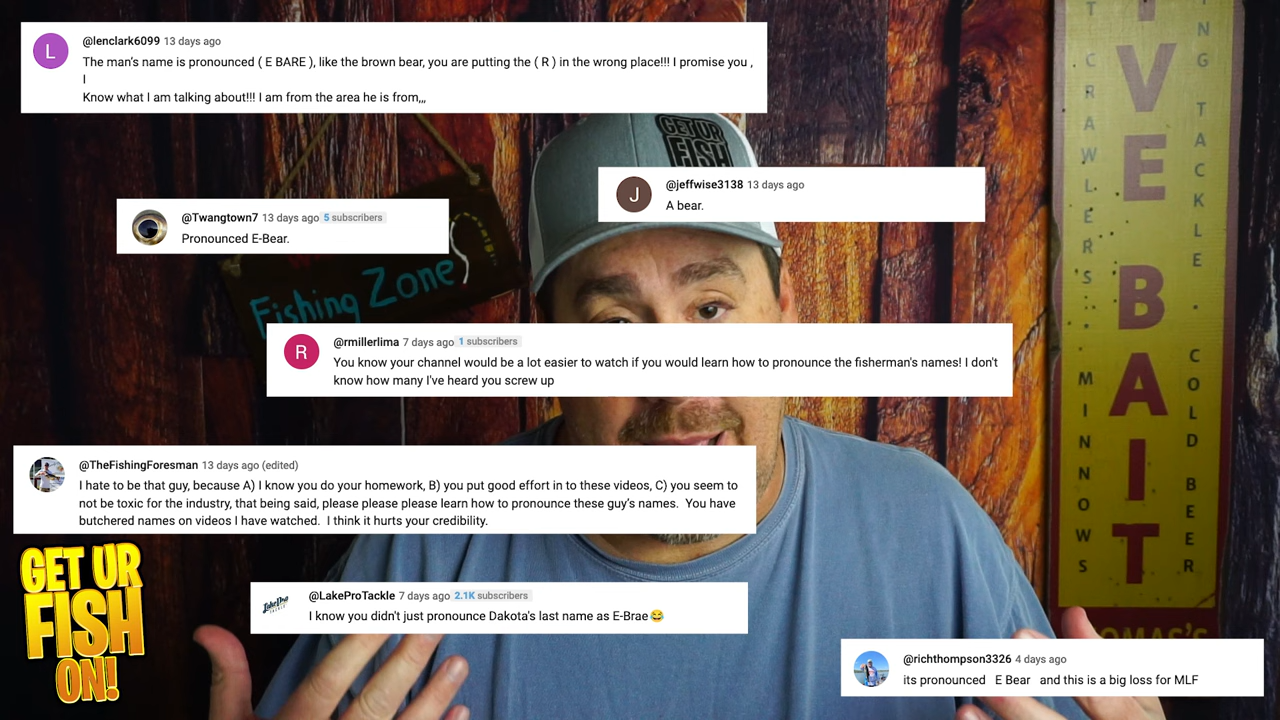 @lenclark6099 13 days ago
L
The man's name is pronounced ( E BARE ), like the brown bear, you are putting the ( R ) in the wrong place!!! I promise you ,
I
Know what I am talking about!!! I am from the area he is from,,,
GET UR
FISH
@jeffwise3138 13 days ago
J
A bear.
@Twangtown7 13 days ago 5 subscribers
Pronounced E-Bear.
Fishing Zone
@rmillerlima 7 days ago 1 subscribers
R
You know your channel would be a lot easier to watch if you would learn how to pronounce the fisherman's names! I don't
know how many I've heard you screw up
@TheFishingForesman 13 days ago (edited)
I hate to be that guy, because A) I know you do your homework, B) you put good effort in to these videos, C) you seem to
not be toxic for the industry, that being said, please please please learn how to pronounce these guy's names.  You have
butchered names on videos I have watched.  I think it hurts your credibility.
GET UR
FISH
ON!
@LakeProTackle 7 days ago 2.1K subscribers
LakePro
TACKLE
I know you didn't just pronounce Dakota's last name as E-Brae😂
@richthompson3326 4 days ago
its pronounced   E Bear   and this is a big loss for MLF
CRAWLERS · MINNOWS
IVE BAIT
ING TACKLE · COLD BEER
OMAS'S